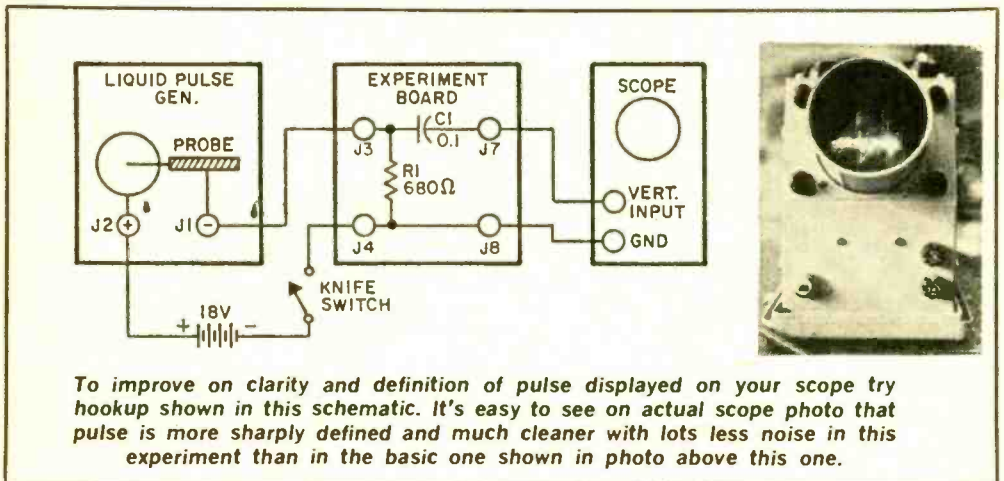 LIQUID PULSE
GEN.
PROBE
J2
+
J1
−
EXPERIMENT
BOARD
J3
C1
0.1
J7
R1
680Ω
J4
J8
SCOPE
VERT.
INPUT
GND
KNIFE
SWITCH
18V
+
−
To improve on clarity and definition of pulse displayed on your scope try
hookup shown in this schematic. It's easy to see on actual scope photo that
pulse is more sharply defined and much cleaner with lots less noise in this
experiment than in the basic one shown in photo above this one.